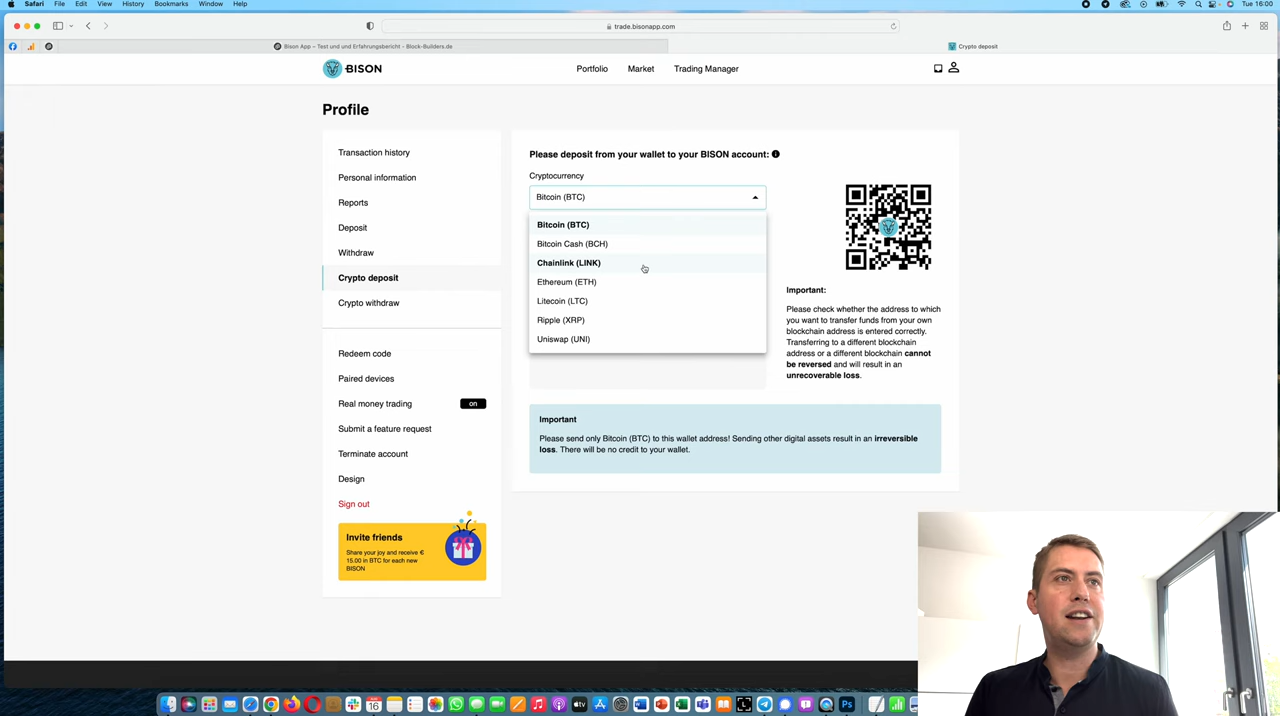 Safari File Edit View History Bookmarks Window Help Tue 16:00
trade.bisonapp.com
Bison App – Test und und Erfahrungsbericht - Block-Builders.de
Crypto deposit
BISON
Portfolio Market Trading Manager
Profile
Transaction history
Personal information
Reports
Deposit
Withdraw
Crypto deposit
Crypto withdraw
Redeem code
Paired devices
Real money trading on
Submit a feature request
Terminate account
Design
Sign out
Invite friends
Share your joy and receive €
15.00 in BTC for each new
BISON
Please deposit from your wallet to your BISON account:
Cryptocurrency
Bitcoin (BTC)
Bitcoin (BTC)
Bitcoin Cash (BCH)
Chainlink (LINK)
Ethereum (ETH)
Litecoin (LTC)
Ripple (XRP)
Uniswap (UNI)
Important:
Please check whether the address to which
you want to transfer funds from your own
blockchain address is entered correctly.
Transferring to a different blockchain
address or a different blockchain cannot
be reversed and will result in an
unrecoverable loss.
Important
Please send only Bitcoin (BTC) to this wallet address! Sending other digital assets result in an irreversible
loss. There will be no credit to your wallet.
16